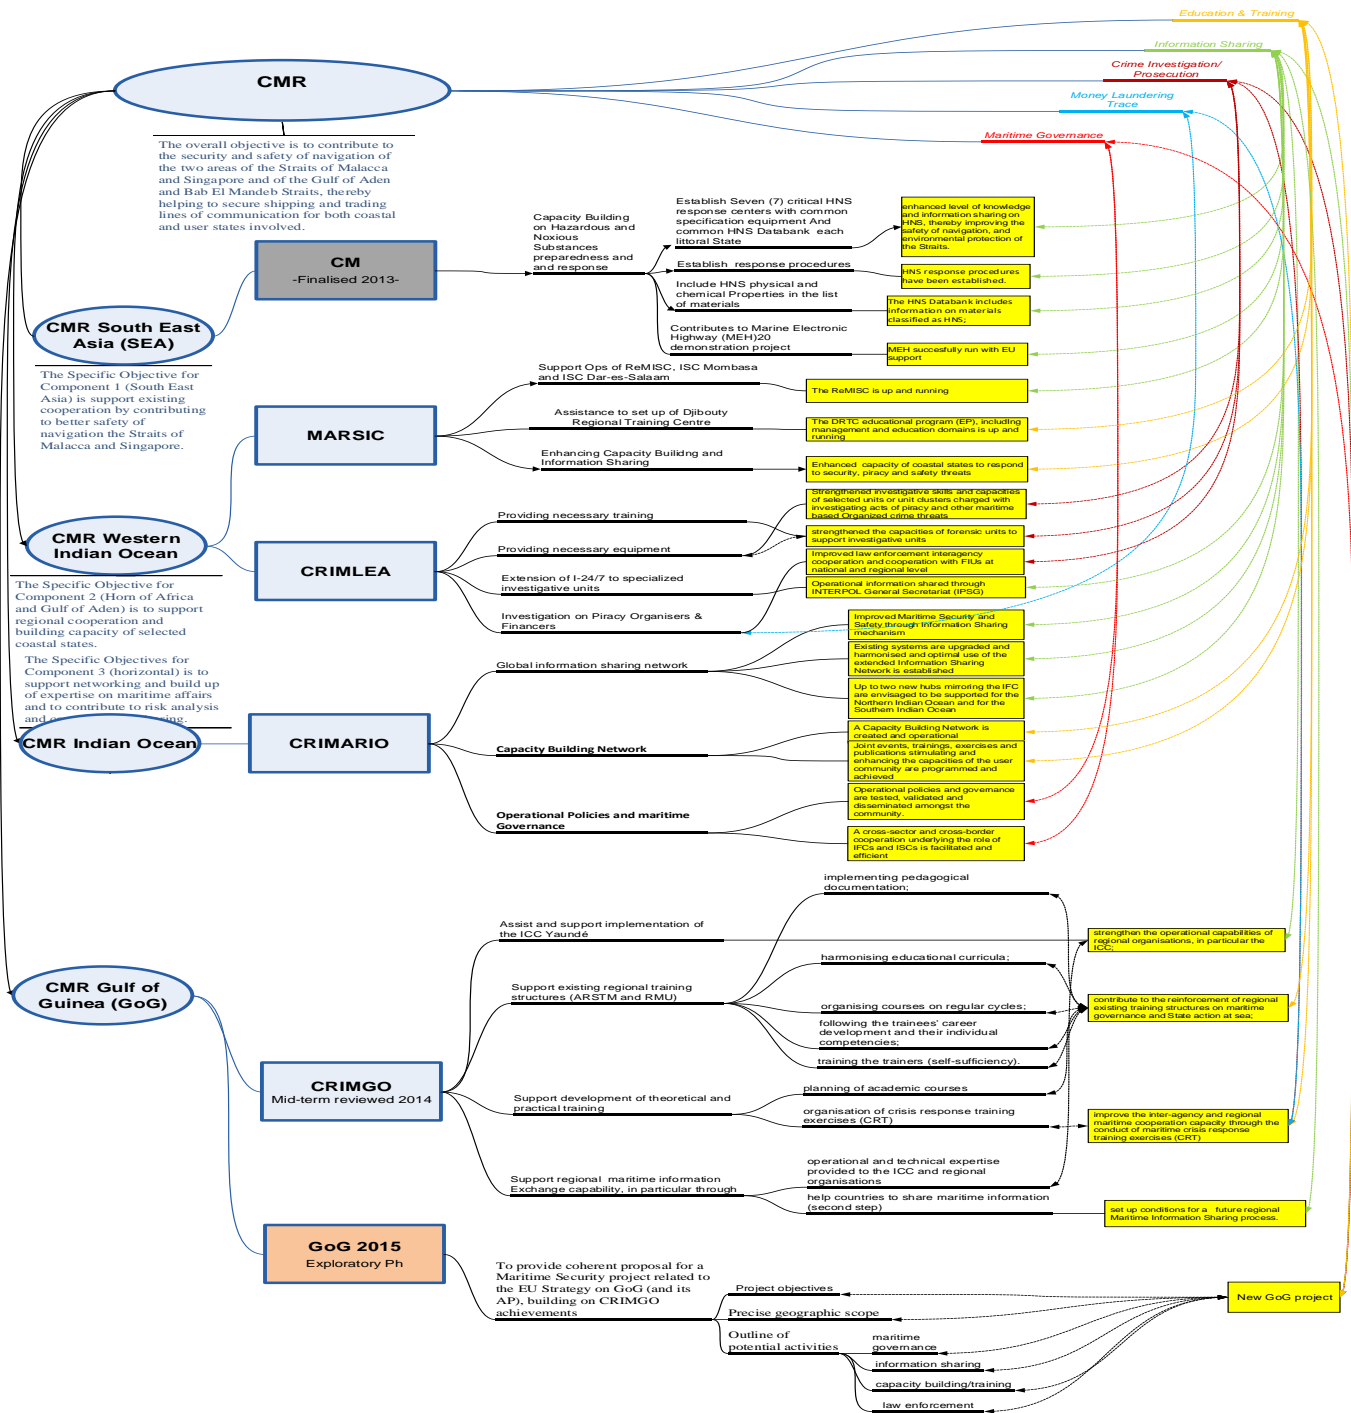 Education & Training
Information Sharing
Crime Investigation/
Prosecution
Money Laundering
Trace
Maritime Governance
CMR
The overall objective is to contribute to
the security and safety of navigation of
the two areas of the Straits of Malacca
and Singapore and of the Gulf of Aden
and Bab El Mandeb Straits, thereby
helping to secure shipping and trading
lines of communication for both coastal
and user states involved.
CM
-Finalised 2013-
Capacity Building
on Hazardous and
Noxious
Substances
preparedness and
and response
Establish Seven (7) critical HNS
response centers with common
specification equipment And
common HNS Databank  each
littoral State
Establish  response procedures
Include HNS physical and
chemical Properties in the list
of materials
Contributes to Marine Electronic
Highway (MEH)20
demonstration project
enhanced level of knowledge
and information sharing on
HNS, thereby improving the
safety of navigation, and
environmental protection of
the Straits.
HNS response procedures
have been established.
The HNS Databank includes
information on materials
classified as HNS;
MEH succesfully run with EU
support
CMR South East
Asia (SEA)
The Specific Objective for
Component 1 (South East
Asia) is support existing
cooperation by contributing
to better safety of
navigation the Straits of
Malacca and Singapore.
MARSIC
Support Ops of ReMISC, ISC Mombasa
and ISC Dar-es-Salaam
Assistance to set up of Djibouty
Regional Training Centre
Enhancing Capacity Builidng and
Information Sharing
The ReMISC is up and running
The DRTC educational program (EP), including
management and education domains is up and
running
Enhanced  capacity of coastal states to respond
to security, piracy and safety threats
CMR Western
Indian Ocean
The Specific Objective for
Component 2 (Horn of Africa
and Gulf of Aden) is to support
regional cooperation and
building capacity of selected
coastal states.
CRIMLEA
Providing necessary training
Providing necessary equipment
Extension of I-24/7 to specialized
investigative units
Investigation on Piracy Organisers &
Financers
Strengthened investigative skills and capacities
of selected units or unit clusters charged with
investigating acts of piracy and other maritime
based Organized crime threats
strengthened the capacities of forensic units to
support investigative units
Improved law enforcement interagency
cooperation and cooperation with FIUs at
national and regional level
Operational information shared through
INTERPOL General Secretariat (IPSG)
The Specific Objectives for
Component 3 (horizontal) is to
support networking and build up
of expertise on maritime affairs
and to contribute to risk analysis
and
CMR Indian Ocean
CRIMARIO
Global information sharing network
Capacity Building Network
Operational Policies and maritime
Governance
Improved Maritime Security and
Safety through Information Sharing
mechanism
Existing systems are upgraded and
harmonised and optimal use of the
extended Information Sharing
Network is established
Up to two new hubs mirroring the IFC
are envisaged to be supported for the
Northern Indian Ocean and for the
Southern Indian Ocean
A Capacity Building Network is
created and operational
Joint events, trainings, exercises and
publications stimulating and
enhancing the capacities of the user
community are programmed and
achieved
Operational policies and governance
are tested, validated and
disseminated amongst the
community.
A cross-sector and cross-border
cooperation underlying the role of
IFCs and ISCs is facilitated and
efficient
CMR Gulf of
Guinea (GoG)
CRIMGO
Mid-term reviewed 2014
Assist and support implementation of
the ICC Yaundé
Support existing regional training
structures (ARSTM and RMU)
Support development of theoretical and
practical training
Support regional  maritime information
Exchange capability, in particular through
implementing pedagogical
documentation;
harmonising educational curricula;
organising courses on regular cycles;
following the trainees' career
development and their individual
competencies;
training the trainers (self-sufficiency).
planning of academic courses
organisation of crisis response training
exercises (CRT)
operational and technical expertise
provided to the  ICC and regional
organisations
help countries to share maritime information
(second step)
strengthen the operational capabilities of
regional organisations, in particular the
ICC;
contribute to the reinforcement of regional
existing training structures on maritime
governance and State action at sea;
improve the inter-agency and regional
maritime cooperation capacity through the
conduct of maritime crisis response
training exercises (CRT)
set up conditions for a   future regional
Maritime Information Sharing process.
GoG 2015
Exploratory Ph
To provide coherent proposal for a
Maritime Security project related to
the EU Strategy on GoG (and its
AP), building on CRIMGO
achievements
Project objectives
Precise geographic scope
Outline of
potential activities
maritime
governance
information sharing
capacity building/training
law enforcement
New GoG project